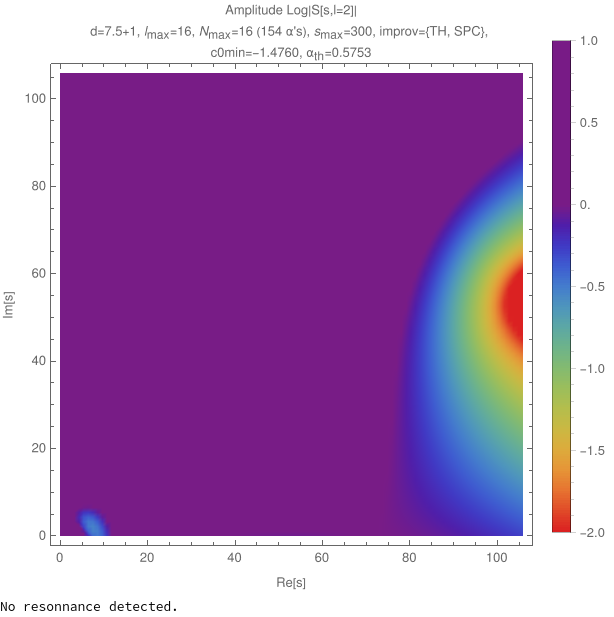 Amplitude Log|S[s,l=2]|
d=7.5+1, lmax=16, Nmax=16 (154 α's), smax=300, improv={TH, SPC},
c0min=−1.4760, αth=0.5753
1.0
0.5
0.
−0.5
−1.0
−1.5
−2.0
100
80
60
40
20
0
Im[s]
0 20 40 60 80 100
Re[s]
No resonnance detected.